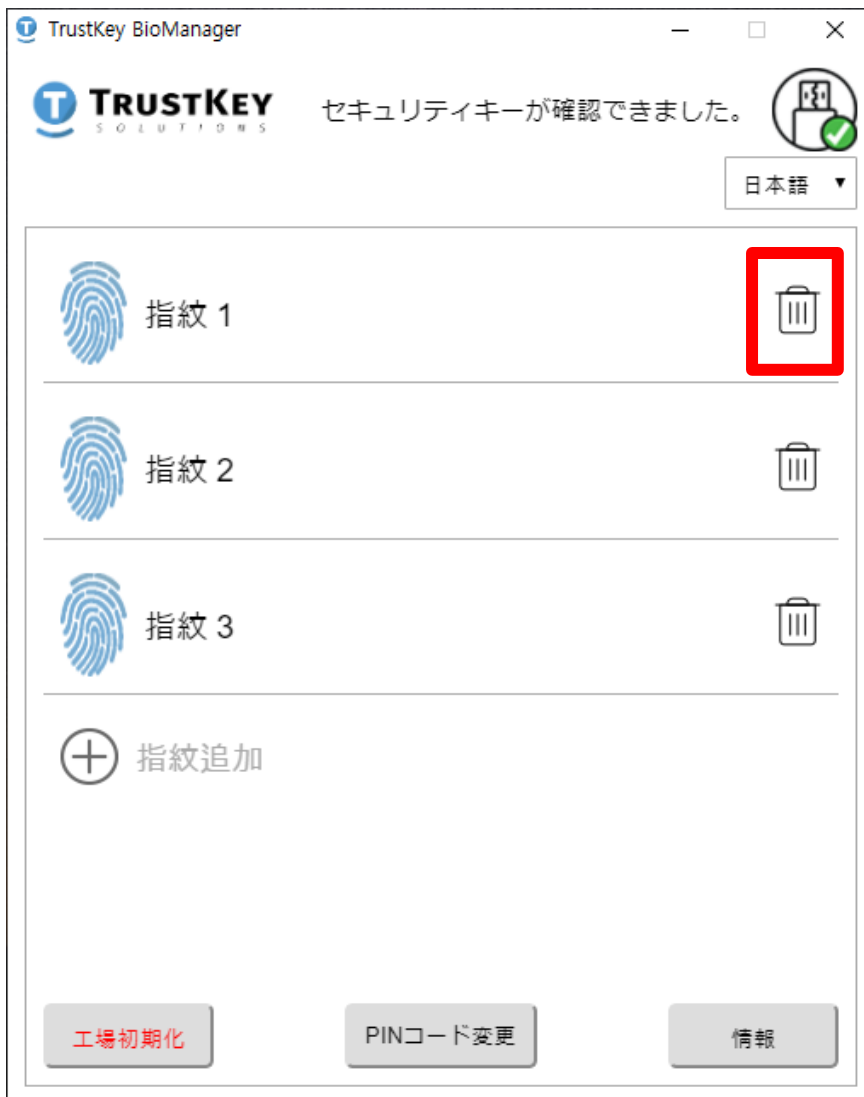 TrustKey BioManager
TRUSTKEY
SOLUTIONS
セキュリティキーが確認できました。
日本語
指紋 1
指紋 2
指紋 3
指紋追加
工場初期化
PINコード変更
情報